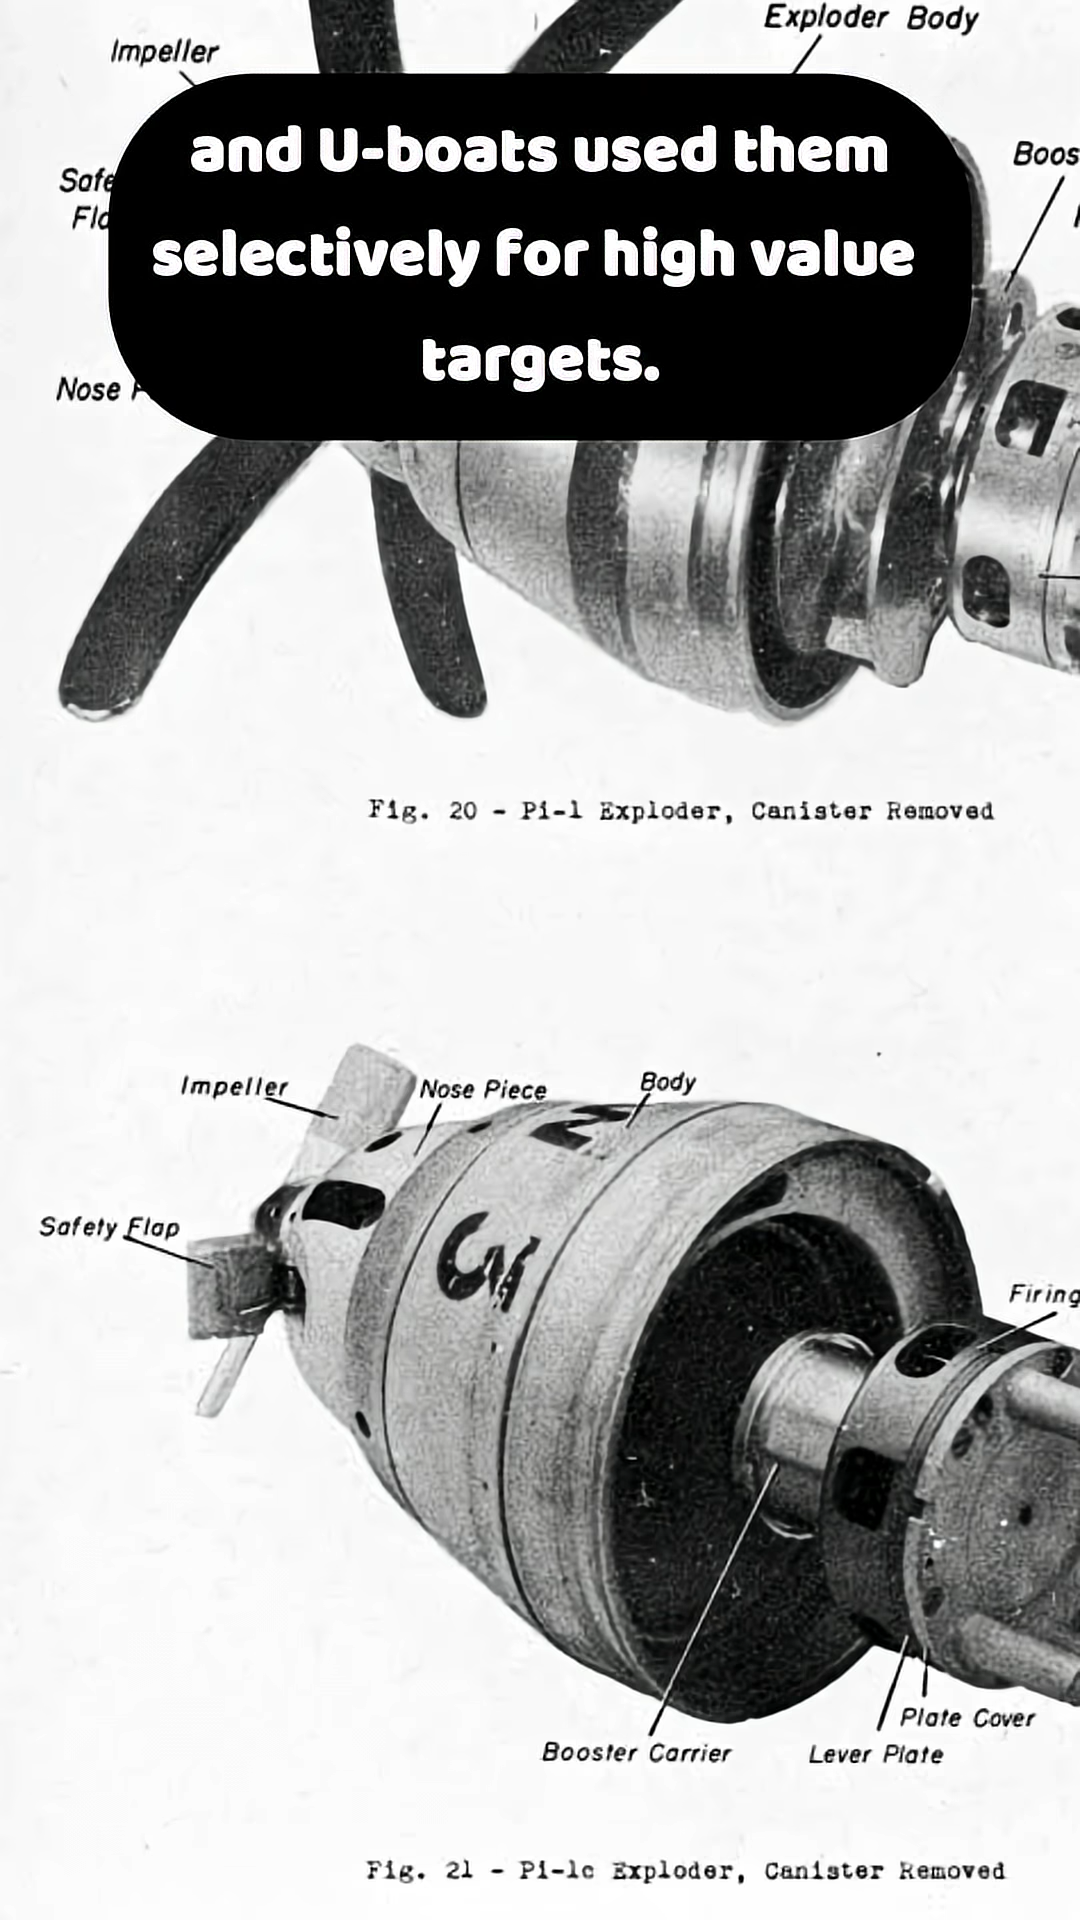 Exploder Body
Impeller
and U-boats used them
selectively for high value
targets.
Fig. 20 - Pi-1 Exploder, Canister Removed
Impeller
Nose Piece
Body
Safety Flap
Firing
Plate Cover
Booster Carrier
Lever Plate
Fig. 21 - Pi-1c Exploder, Canister Removed